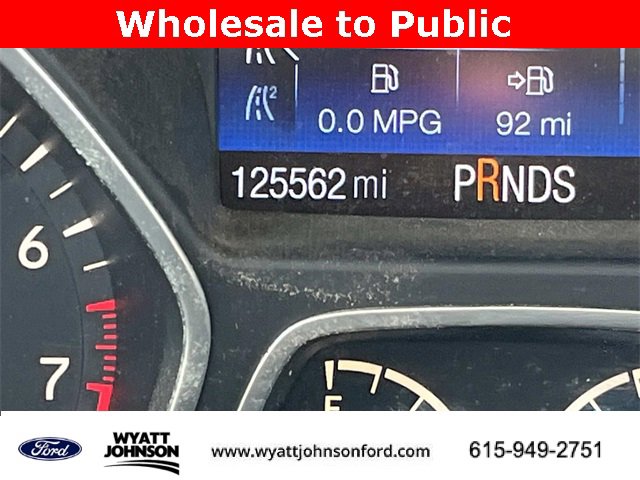 Wholesale to Public
2
0.0 MPG
92 mi
125562 mi
PRNDS
6
7
F
Ford
WYATT
JOHNSON
www.wyattjohnsonford.com
615-949-2751